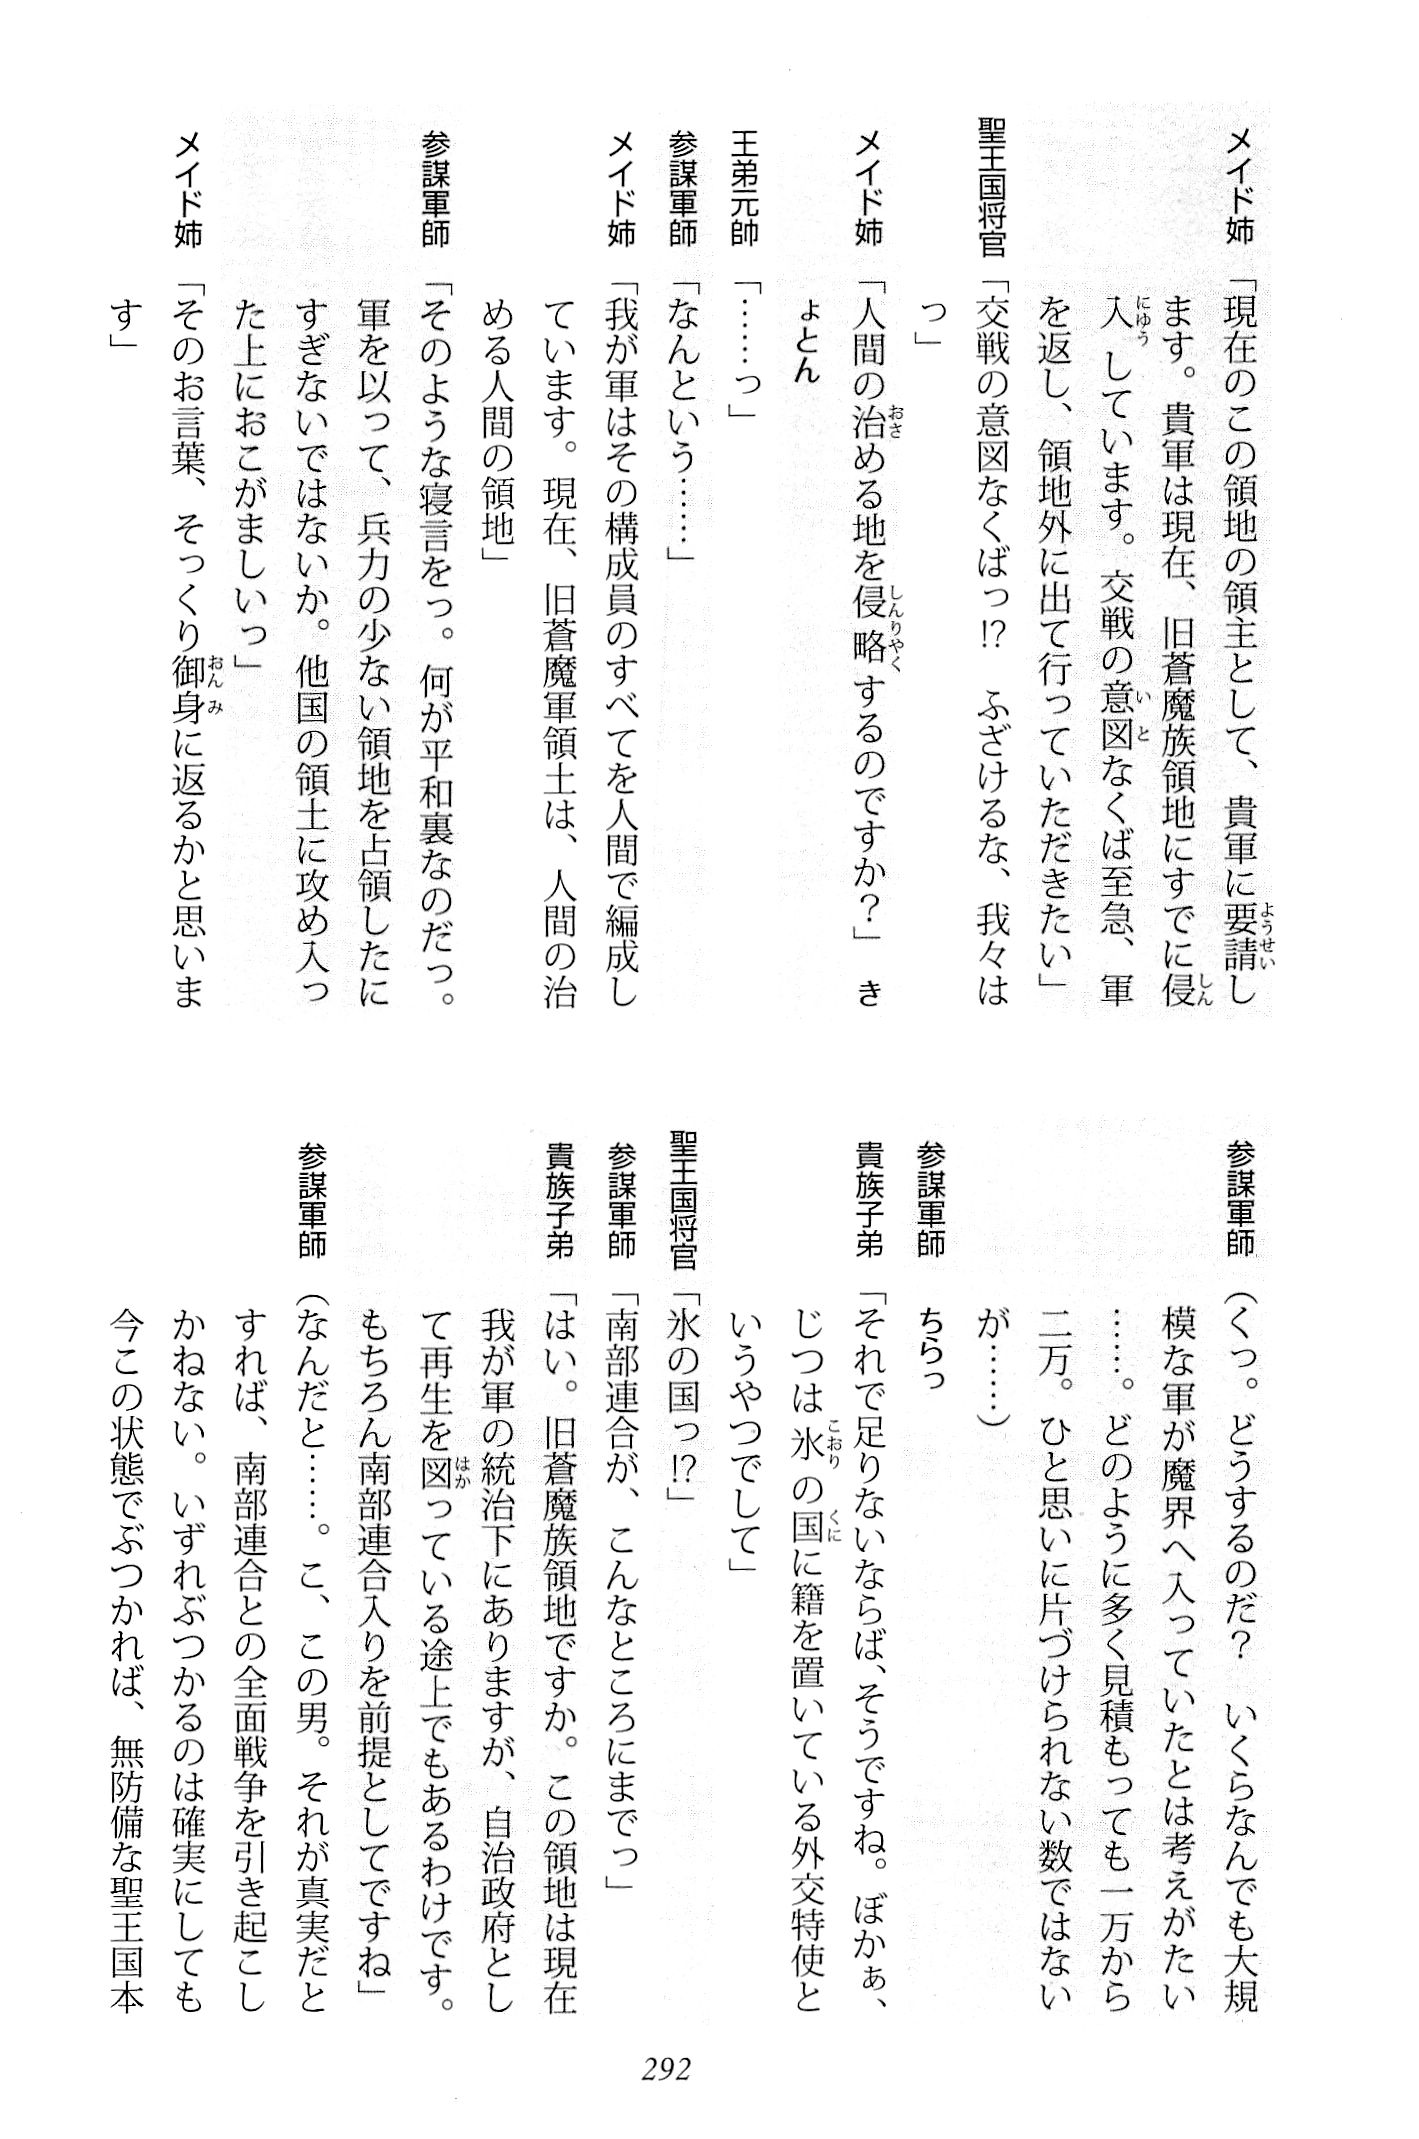 メイド姉　「現在のこの領地の領主として、貴軍に要請し
ます。貴軍は現在、旧蒼魔族領地にすでに侵
入しています。交戦の意図なくば至急、軍
を返し、領地外に出て行っていただきたい」
聖王国将官「交戦の意図なくばっ!?　ふざけるな、我々は
っ」
メイド姉　「人間の治める地を侵略するのですか？」　き
ょとん
王弟元帥　「……っ」
参謀軍師　「なんという……」
メイド姉　「我が軍はその構成員のすべてを人間で編成し
ています。現在、旧蒼魔軍領土は、人間の治
める人間の領地」
参謀軍師　「そのような寝言をっ。何が平和裏なのだっ。
軍を以って、兵力の少ない領地を占領したに
すぎないではないか。他国の領土に攻め入っ
た上におこがましいっ」
メイド姉　「そのお言葉、そっくり御身に返るかと思いま
す」
参謀軍師　（くっ。どうするのだ？　いくらなんでも大規
模な軍が魔界へ入っていたとは考えがたい
……。どのように多く見積もっても一万から
二万。ひと思いに片づけられない数ではない
が……）
参謀軍師　ちらっ
貴族子弟　「それで足りないならば、そうですね。ぼかぁ、
じつは氷の国に籍を置いている外交特使と
いうやつでして」
聖王国将官「氷の国っ!?」
参謀軍師　「南部連合が、こんなところにまでっ」
貴族子弟　「はい。旧蒼魔族領地ですか。この領地は現在
我が軍の統治下にありますが、自治政府とし
て再生を図っている途上でもあるわけです。
もちろん南部連合入りを前提としてですね」
参謀軍師　（なんだと……。こ、この男。それが真実だと
すれば、南部連合との全面戦争を引き起こし
かねない。いずれぶつかるのは確実にしても
今この状態でぶつかれば、無防備な聖王国本
292